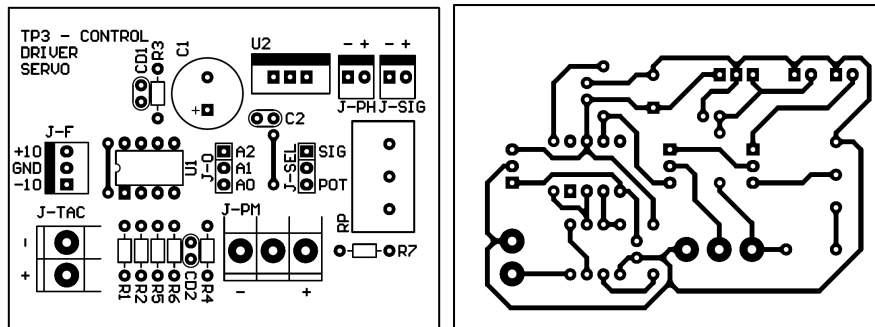 TP3 - CONTROL
DRIVER
SERVO
CD1
R3
C1
U2
- +
- +
J-PH
J-SIG
+
C2
J-F
+10
GND
-10
U1
J-O
A2
A1
A0
J-SEL
SIG
POT
RP
J-TAC
-
+
R1
R2
R5
R6
CD2
R4
J-PM
-
+
R7